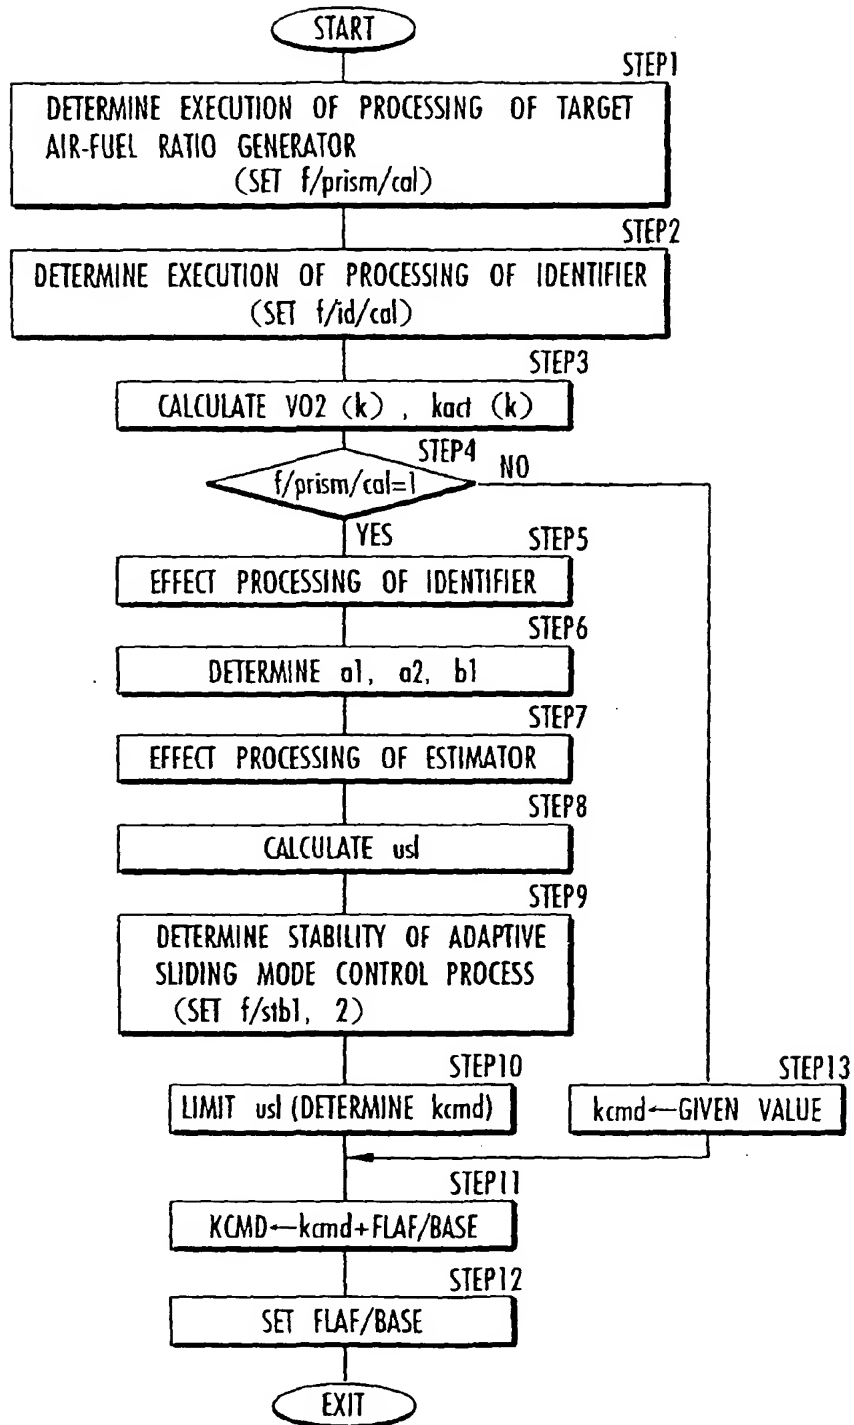 START
STEP1
DETERMINE EXECUTION OF PROCESSING OF TARGET
AIR-FUEL RATIO GENERATOR
(SET f/prism/cal)
STEP2
DETERMINE EXECUTION OF PROCESSING OF IDENTIFIER
(SET f/id/cal)
STEP3
CALCULATE VO2 (k) , kact (k)
STEP4
f/prism/cal=1
NO
YES
STEP5
EFFECT PROCESSING OF IDENTIFIER
STEP6
DETERMINE a1, a2, b1
STEP7
EFFECT PROCESSING OF ESTIMATOR
STEP8
CALCULATE usl
STEP9
DETERMINE STABILITY OF ADAPTIVE
SLIDING MODE CONTROL PROCESS
(SET f/stb1, 2)
STEP10
LIMIT usl (DETERMINE kcmd)
STEP13
kcmd←GIVEN VALUE
STEP11
KCMD←kcmd+FLAF/BASE
STEP12
SET FLAF/BASE
EXIT